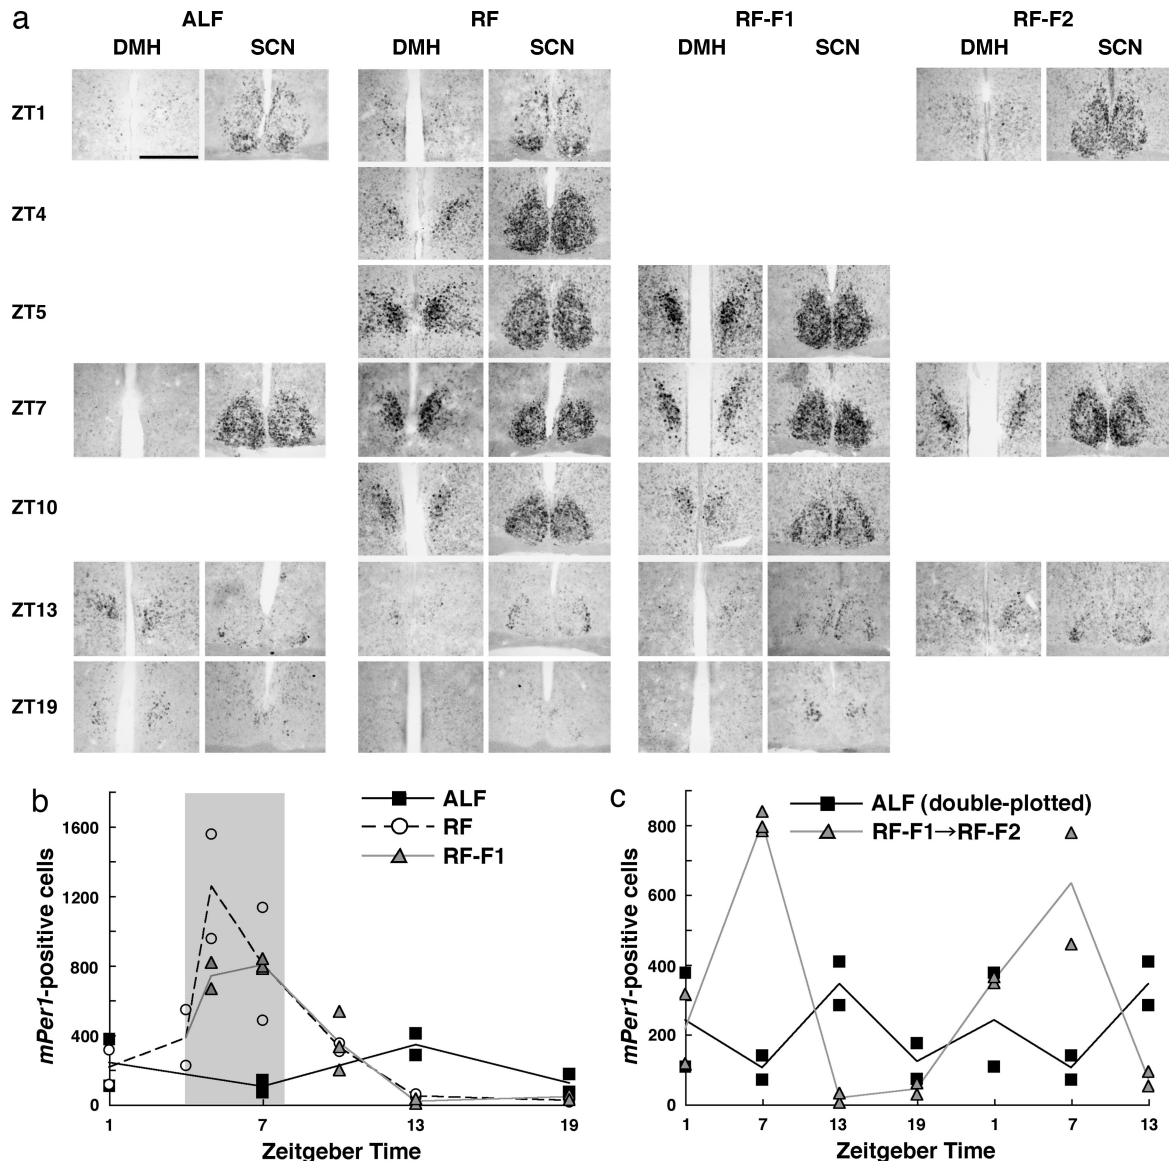 a
ALF RF RF-F1 RF-F2
DMH SCN DMH SCN DMH SCN DMH SCN
ZT1
ZT4
ZT5
ZT7
ZT10
ZT13
ZT19
b
ALF
RF
RF-F1
mPer1-positive cells
1600
1200
800
400
0
1 7 13 19
Zeitgeber Time
c
ALF (double-plotted)
RF-F1→RF-F2
mPer1-positive cells
800
600
400
200
0
1 7 13 19 1 7 13
Zeitgeber Time